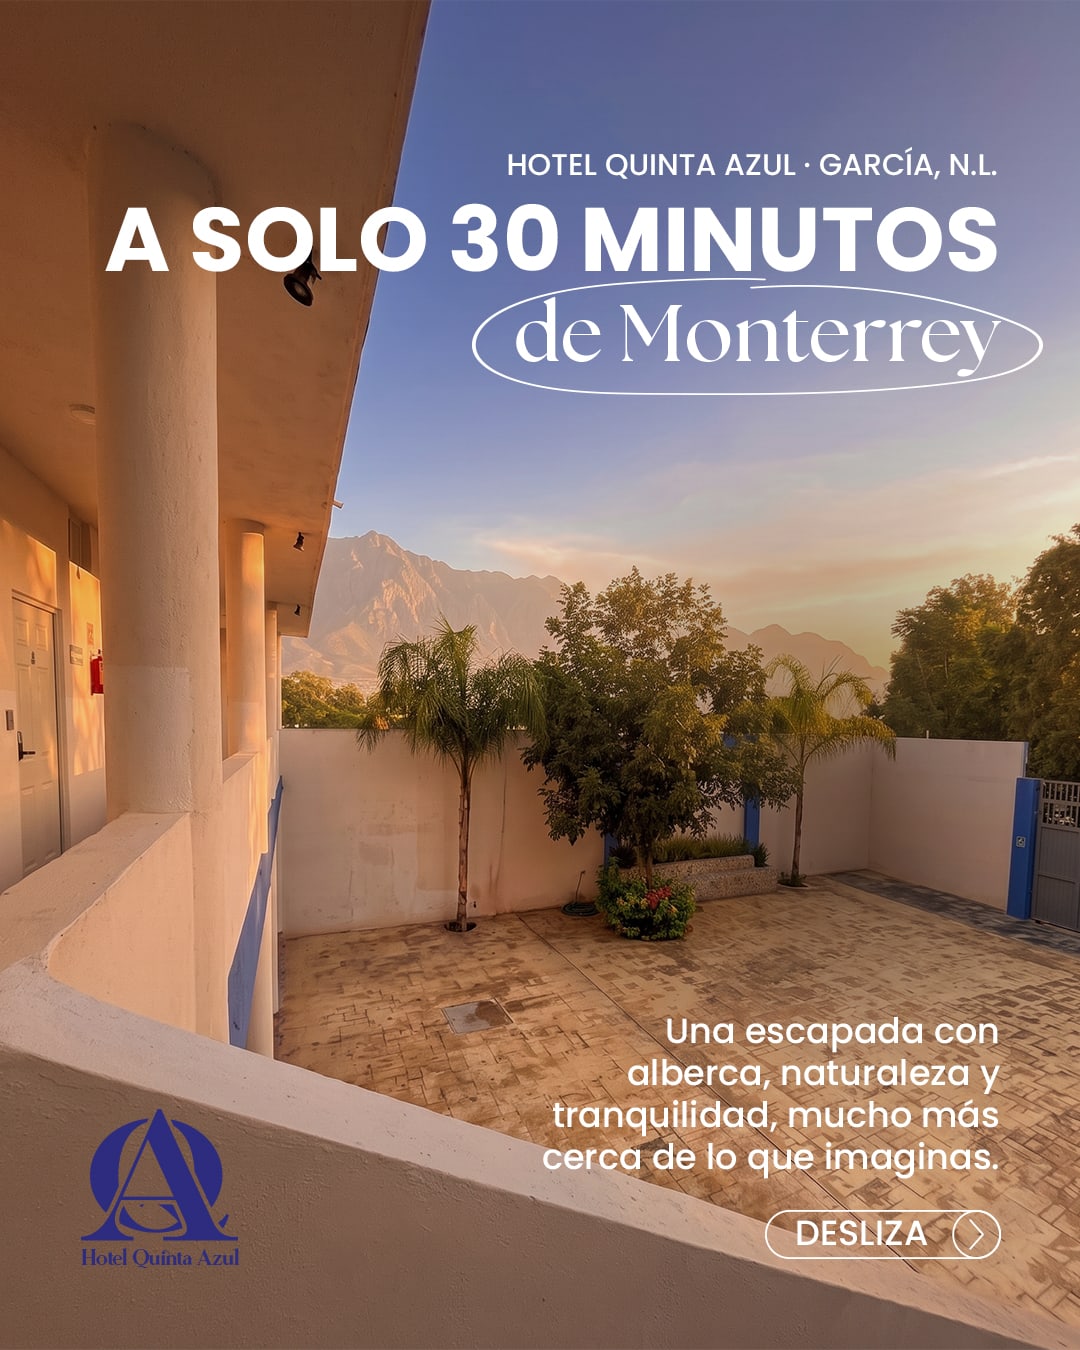 HOTEL QUINTA AZUL · GARCÍA, N.L.
A SOLO 30 MINUTOS
de Monterrey
Una escapada con
alberca, naturaleza y
tranquilidad, mucho más
cerca de lo que imaginas.
DESLIZA
Hotel Quinta Azul